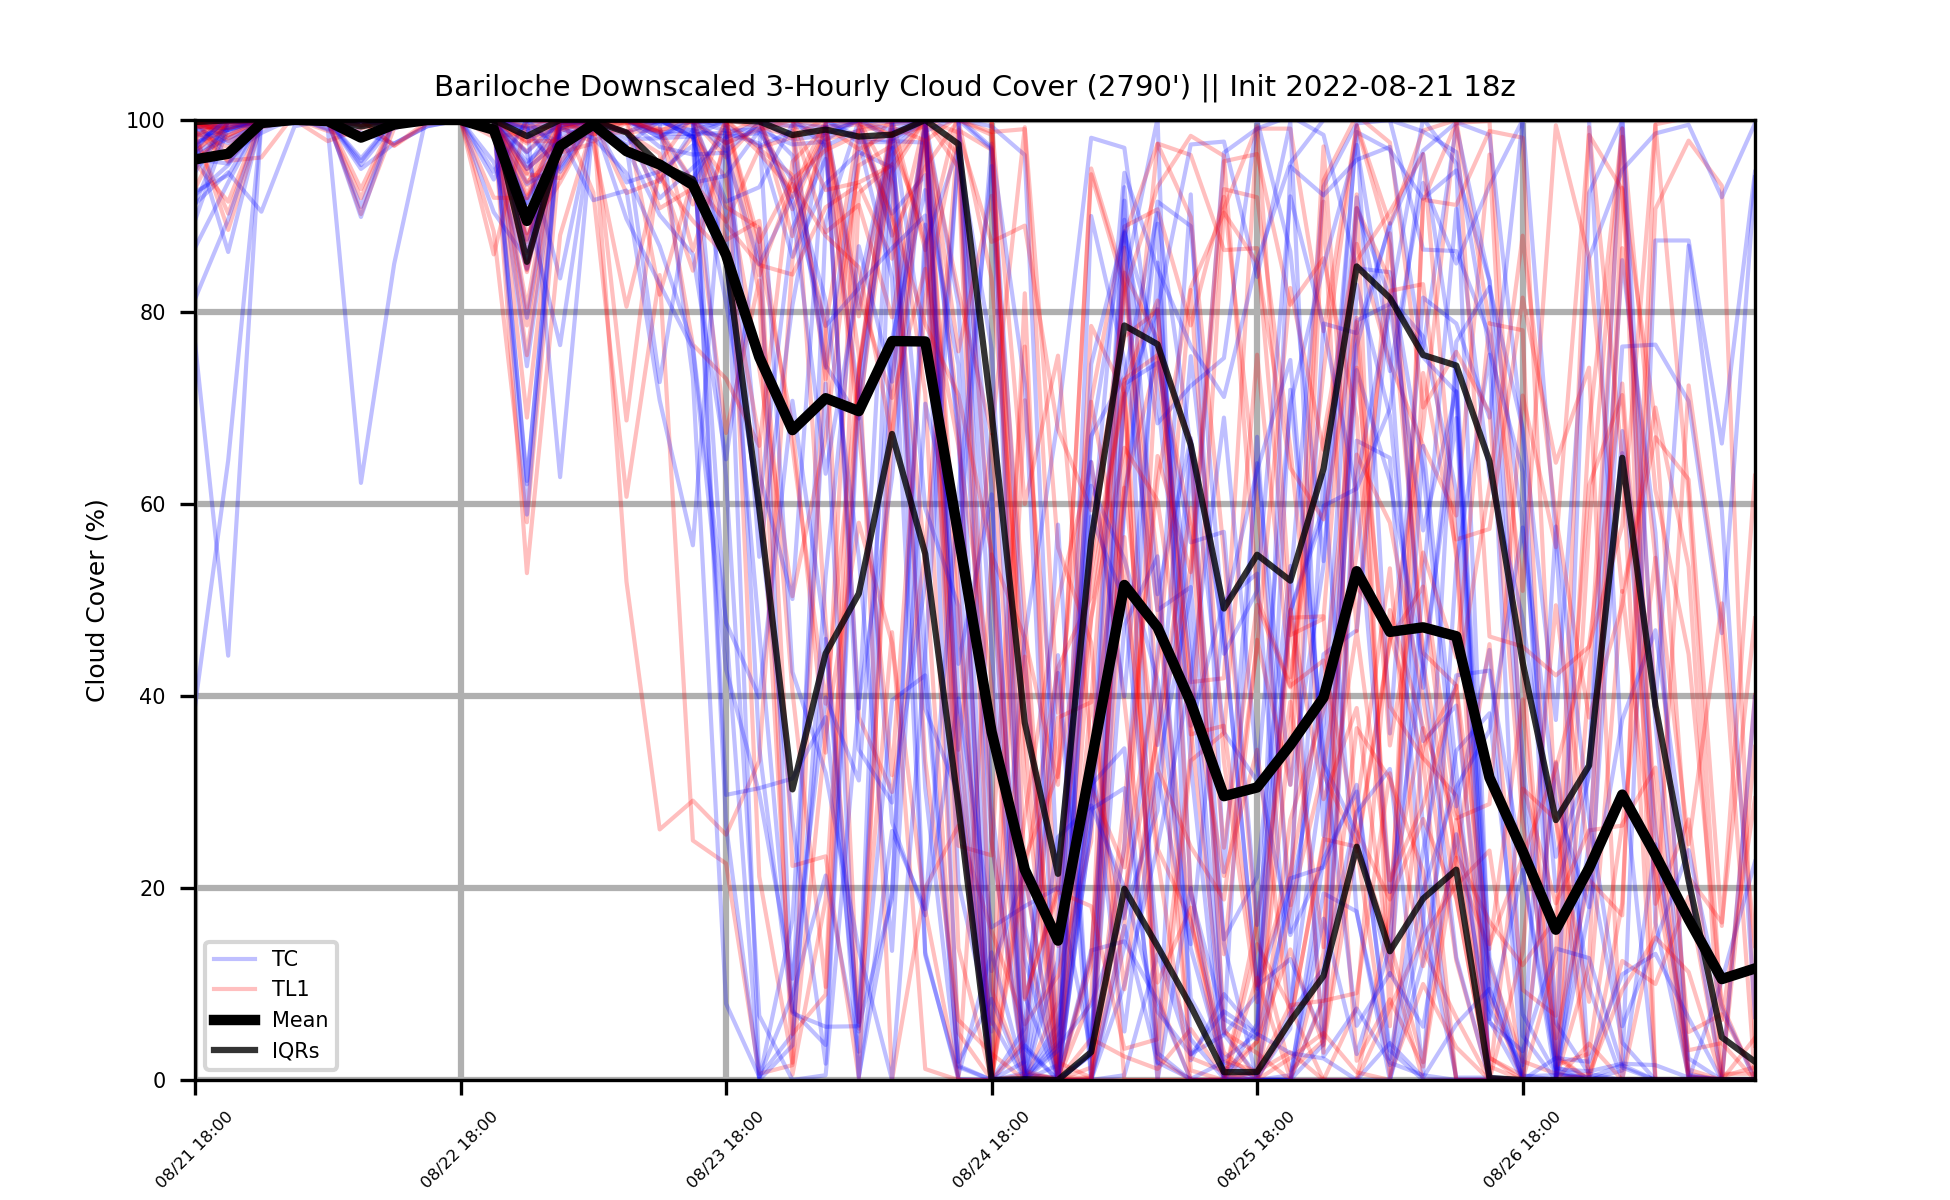 Bariloche Downscaled 3-Hourly Cloud Cover (2790') || Init 2022-08-21 18z
100
80
60
40
20
0
Cloud Cover (%)
TC
TL1
Mean
IQRs
08/21 18:00
08/22 18:00
08/23 18:00
08/24 18:00
08/25 18:00
08/26 18:00